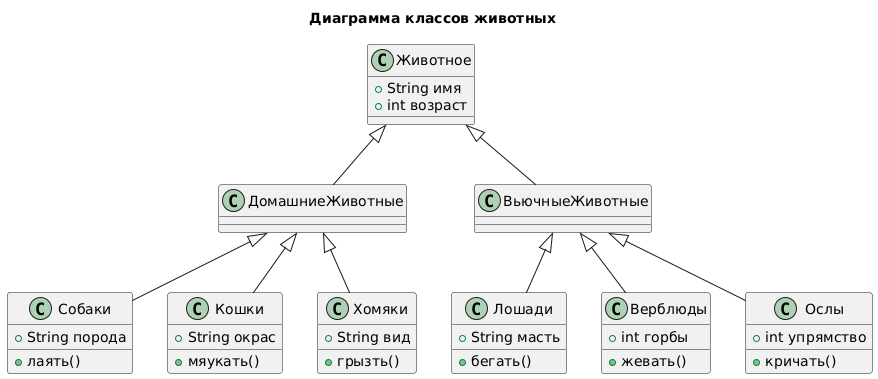 Диаграмма классов животных
C Животное
String имя
int возраст
C ДомашниеЖивотные
C ВьючныеЖивотные
C Собаки
String порода
лаять()
C Кошки
String окрас
мяукать()
C Хомяки
String вид
грызть()
C Лошади
String масть
бегать()
C Верблюды
int горбы
жевать()
C Ослы
int упрямство
кричать()